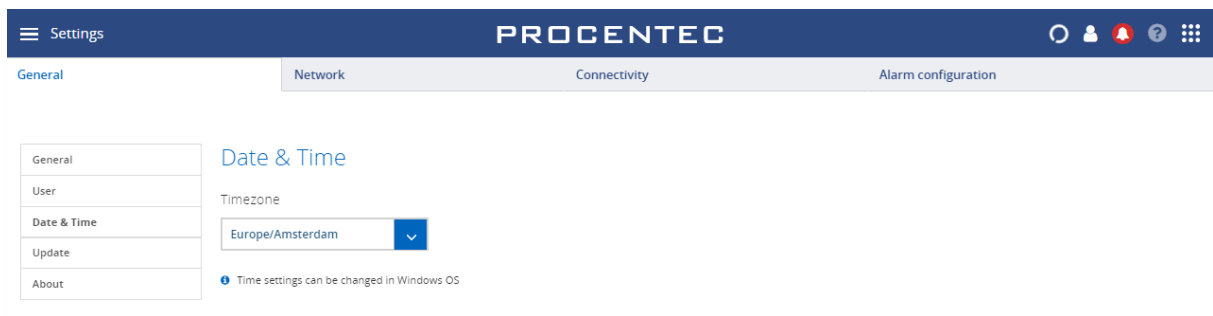 Settings
PROCENTEC
General
Network
Connectivity
Alarm configuration
General
User
Date & Time
Update
About
Date & Time
Timezone
Europe/Amsterdam
Time settings can be changed in Windows OS